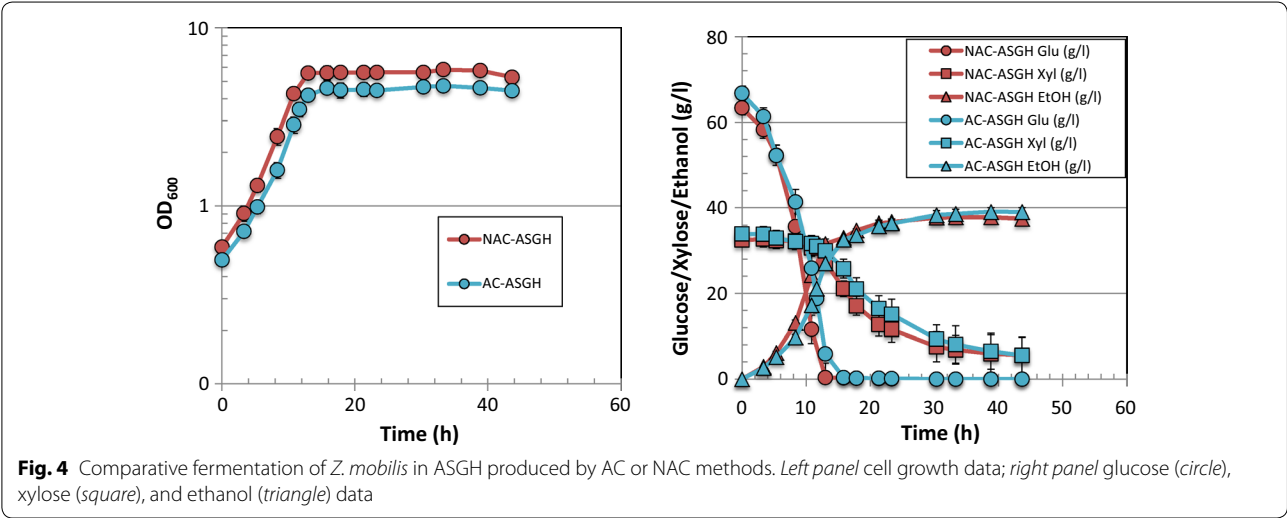 10
1
0
OD600
0
20
40
60
Time (h)
NAC-ASGH
AC-ASGH
80
60
40
20
0
Glucose/Xylose/Ethanol (g/l)
0
10
20
30
40
50
60
Time (h)
NAC-ASGH Glu (g/l)
NAC-ASGH Xyl (g/l)
NAC-ASGH EtOH (g/l)
AC-ASGH Glu (g/l)
AC-ASGH Xyl (g/l)
AC-ASGH EtOH (g/l)
Fig. 4 Comparative fermentation of Z. mobilis in ASGH produced by AC or NAC methods. Left panel cell growth data; right panel glucose (circle),
xylose (square), and ethanol (triangle) data